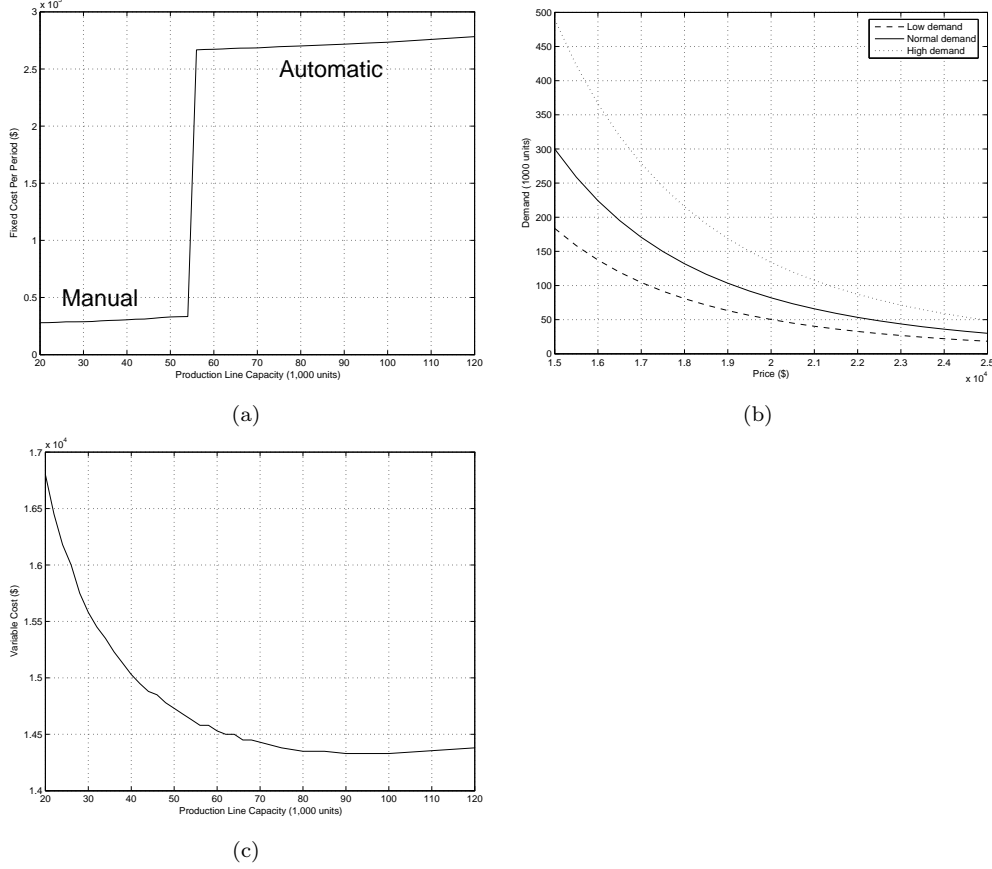 3
2.5
2
1.5
1
0.5
0
Fixed Cost Per Period ($)
Automatic
Manual
20 30 40 50 60 70 80 90 100 110 120
Production Line Capacity (1,000 units)
(a)
500
450
400
350
300
250
200
150
100
50
0
Demand (1000 units)
Low demand
Normal demand
High demand
1.5 1.6 1.7 1.8 1.9 2 2.1 2.2 2.3 2.4 2.5
Price ($)
x 10^4
(b)
x 10^4
1.7
1.65
1.6
1.55
1.5
1.45
1.4
Variable Cost ($)
20 30 40 50 60 70 80 90 100 110 120
Production Line Capacity (1,000 units)
(c)